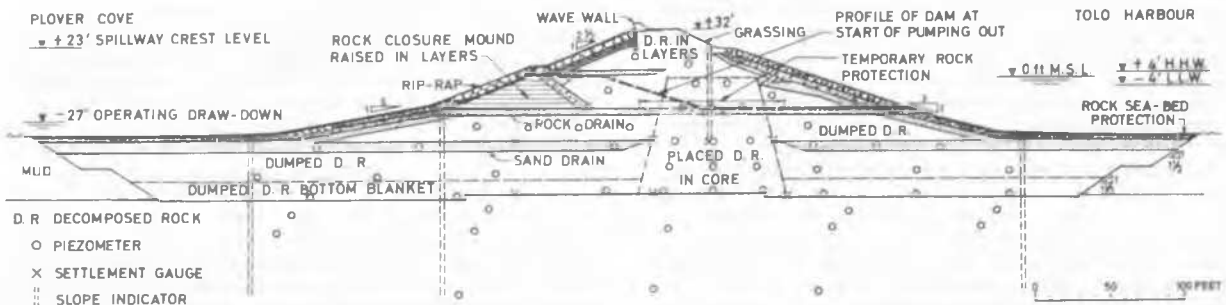 PLOVER COVE
+ 23' SPILLWAY CREST LEVEL
- 27' OPERATING DRAW-DOWN
MUD
WAVE WALL
+ 32'
ROCK CLOSURE MOUND
RAISED IN LAYERS
RIP-RAP
D.R. IN
LAYERS
GRASSING
PROFILE OF DAM AT
START OF PUMPING OUT
TEMPORARY ROCK
PROTECTION
TOLO HARBOUR
0 ft M.S.L.
+ 4' H.H.W.
- 4' L.L.W.
ROCK SEA-BED
PROTECTION
ROCK DRAIN
DUMPED D.R.
SAND DRAIN
DUMPED D.R. BOTTOM BLANKET
PLACED D.R.
IN CORE
DUMPED D.R.
D.R DECOMPOSED ROCK
O PIEZOMETER
X SETTLEMENT GAUGE
SLOPE INDICATOR
0 50 100 FEET